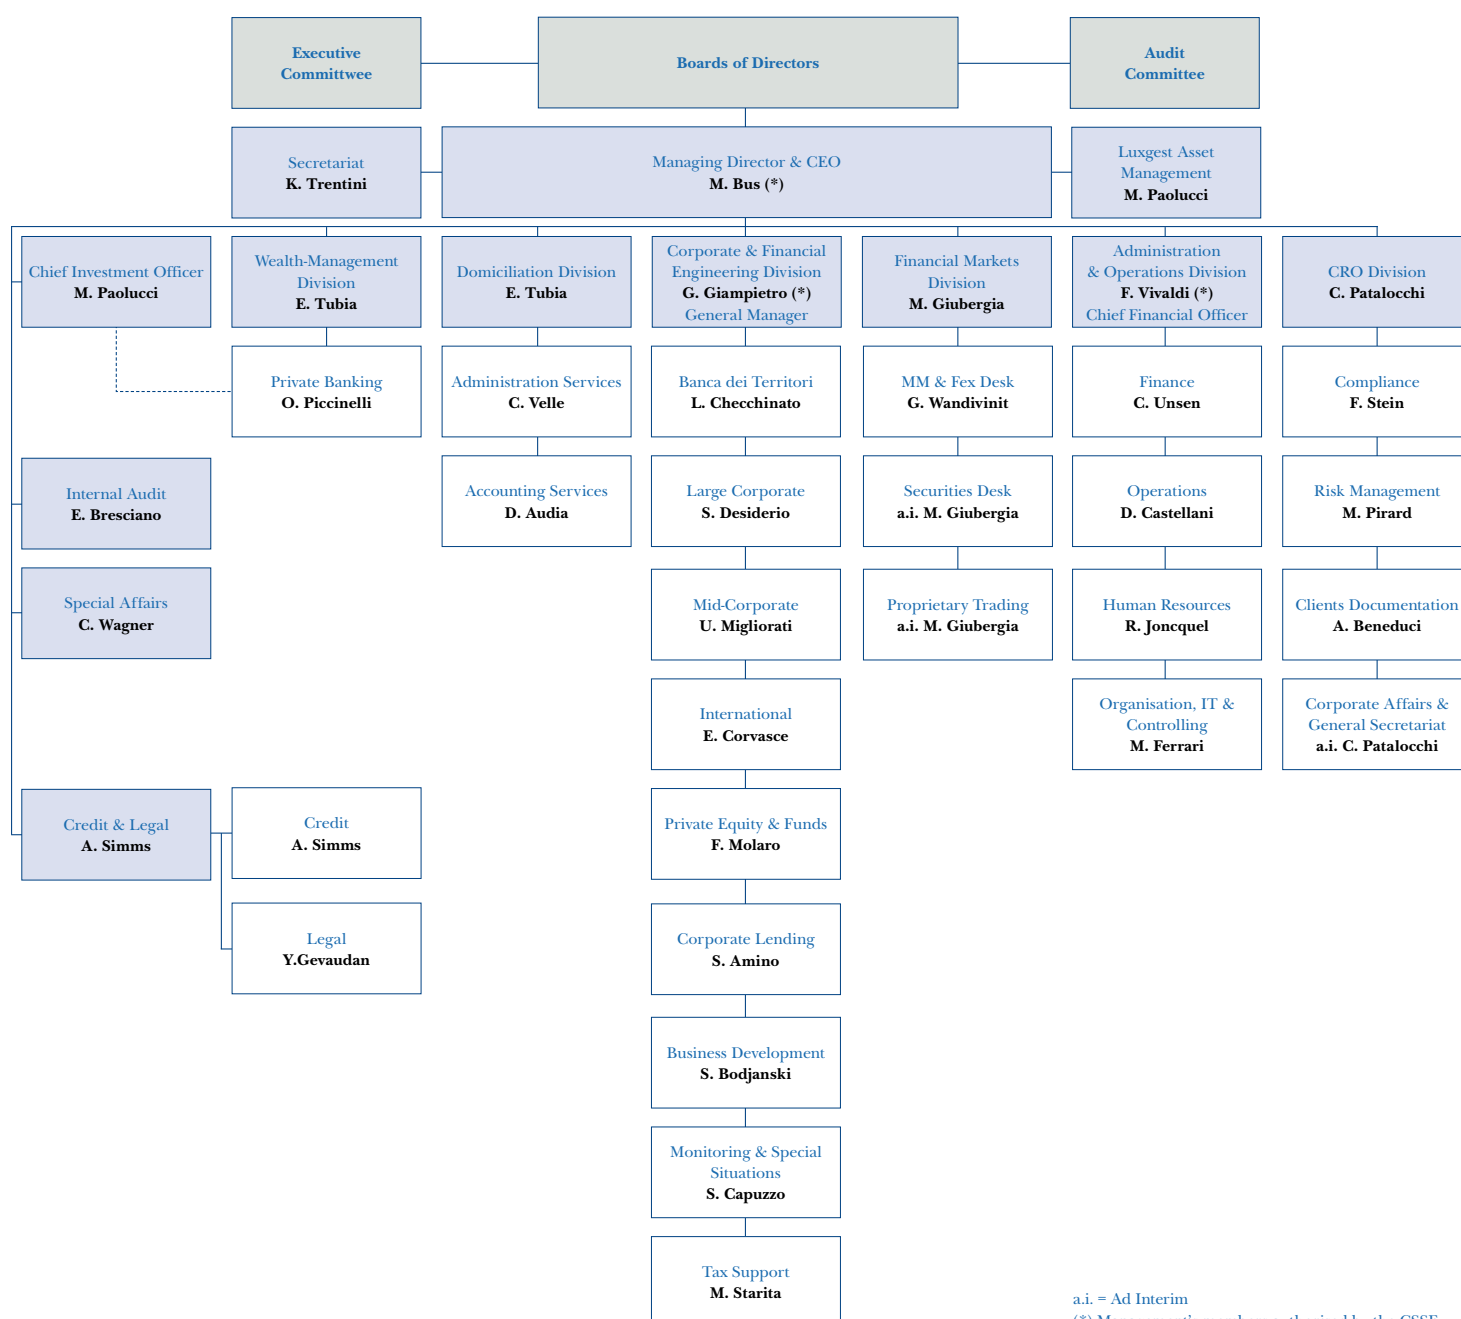 Executive
Committwee
Boards of Directors
Audit
Committee
Secretariat
K. Trentini
Managing Director & CEO
M. Bus (*)
Luxgest Asset
Management
M. Paolucci
Chief Investment Officer
M. Paolucci
Wealth-Management
Division
E. Tubia
Domiciliation Division
E. Tubia
Corporate & Financial
Engineering Division
G. Giampietro (*)
General Manager
Financial Markets
Division
M. Giubergia
Administration
& Operations Division
F. Vivaldi (*)
Chief Financial Officer
CRO Division
C. Patalocchi
Private Banking
O. Piccinelli
Administration Services
C. Velle
Banca dei Territori
L. Checchinato
MM & Fex Desk
G. Wandivinit
Finance
C. Unsen
Compliance
F. Stein
Internal Audit
E. Bresciano
Accounting Services
D. Audia
Large Corporate
S. Desiderio
Securities Desk
a.i. M. Giubergia
Operations
D. Castellani
Risk Management
M. Pirard
Special Affairs
C. Wagner
Mid-Corporate
U. Migliorati
Proprietary Trading
a.i. M. Giubergia
Human Resources
R. Joncquel
Clients Documentation
A. Beneduci
International
E. Corvasce
Organisation, IT &
Controlling
M. Ferrari
Corporate Affairs &
General Secretariat
a.i. C. Patalocchi
Credit & Legal
A. Simms
Credit
A. Simms
Private Equity & Funds
F. Molaro
Legal
Y.Gevaudan
Corporate Lending
S. Amino
Business Development
S. Bodjanski
Monitoring & Special
Situations
S. Capuzzo
Tax Support
M. Starita
a.i. = Ad Interim
(*) Management's members authorized by the CSSF